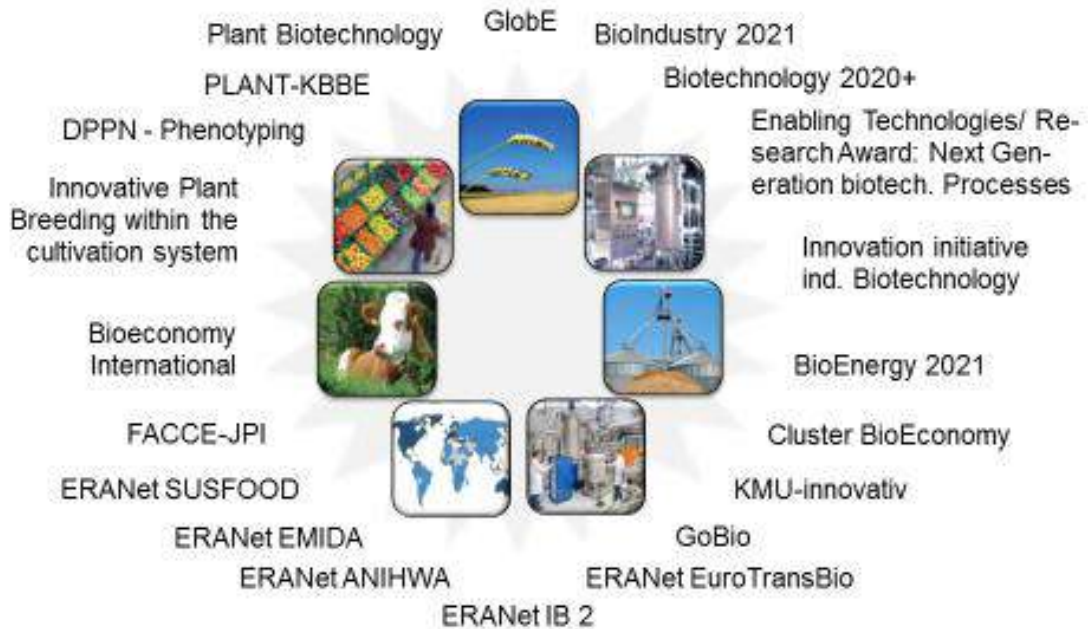 GlobE
Plant Biotechnology
BioIndustry 2021
PLANT-KBBE
Biotechnology 2020+
DPPN - Phenotyping
Enabling Technologies/ Re-
search Award: Next Gen-
eration biotech. Processes
Innovative Plant
Breeding within the
cultivation system
Innovation initiative
ind. Biotechnology
Bioeconomy
International
BioEnergy 2021
FACCE-JPI
Cluster BioEconomy
ERANet SUSFOOD
KMU-innovativ
ERANet EMIDA
GoBio
ERANet ANIHWA
ERANet EuroTransBio
ERANet IB 2